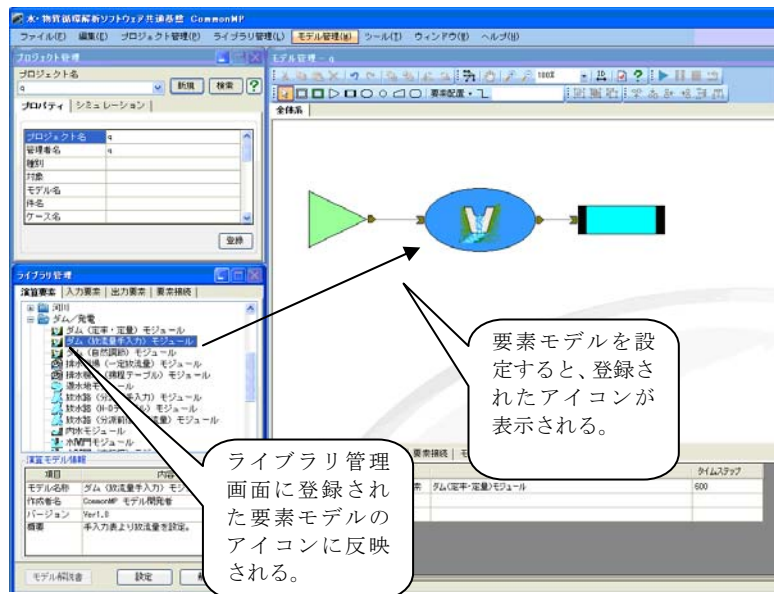 水・物質循環解析ソフトウェア共通基盤 CommonMP
ファイル(F) 編集(E) プロジェクト管理(P) ライブラリ管理(L) モデル管理(M) ツール(T) ウィンドウ(W) ヘルプ(H)
プロジェクト管理
モデル管理 - q
プロジェクト名
q
新規
検索
プロパティ
シミュレーション
100%
要素配置
全体系
プロジェクト名 q
管理者名 q
種別
対象
モデル名
件名
ケース名
登録
ライブラリ管理
演算要素 入力要素 出力要素 要素接続
河川
ダム/発電
ダム (定率・定量) モジュール
ダム (放流量手入力) モジュール
ダム (自然調節) モジュール
内水モジュール
要素モデルを設
定すると、登録さ
れたアイコンが
表示される。
ライブラリ管理
画面に登録され
た要素モデルの
アイコンに反映
される。
演算モデル情報
項目 内容
モデル名称 ダム (放流量手入力) モジ
作成者名 CommonMP モデル開発者
バージョン Ver1.0
概要 手入力表より放流量を設定。
モデル解説書
設定
要素接続
タイムステップ
ダム(定率・定量)モジュール 600